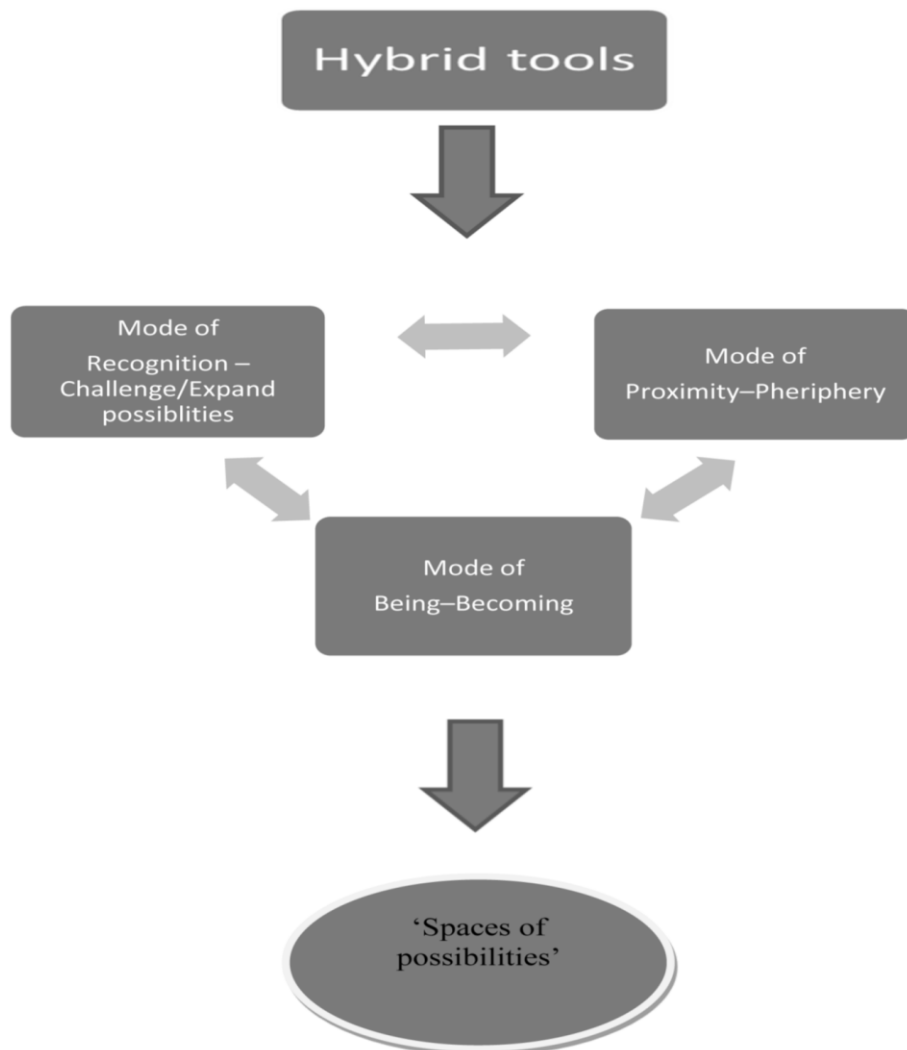 Hybrid tools
Mode of
Recognition –
Challenge/Expand
possiblities
Mode of
Proximity–Pheriphery
Mode of
Being–Becoming
‘Spaces of
possibilities’